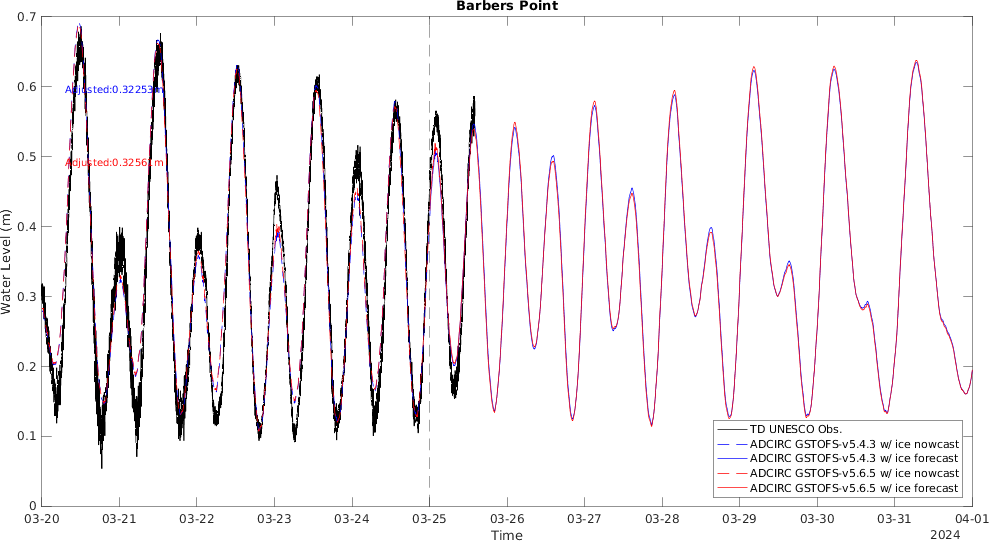 Barbers Point
0.7
0.6
0.5
0.4
0.3
0.2
0.1
0
Water Level (m)
Adjusted:0.32253m
Adjusted:0.32561m
TD UNESCO Obs.
ADCIRC GSTOFS-v5.4.3 w/ ice nowcast
ADCIRC GSTOFS-v5.4.3 w/ ice forecast
ADCIRC GSTOFS-v5.6.5 w/ ice nowcast
ADCIRC GSTOFS-v5.6.5 w/ ice forecast
03-20 03-21 03-22 03-23 03-24 03-25 03-26 03-27 03-28 03-29 03-30 03-31 04-01
Time
2024